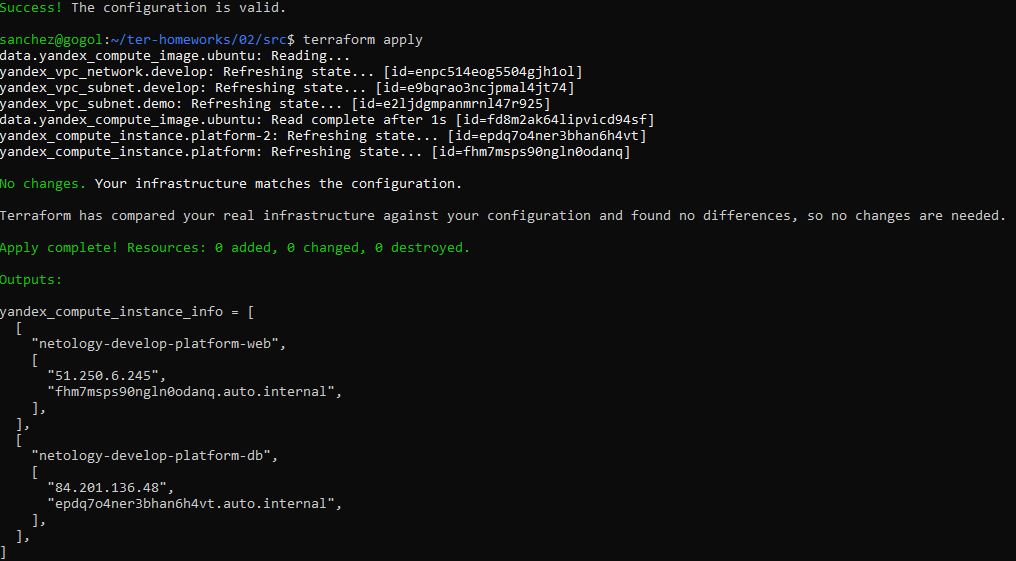 Success! The configuration is valid.
sanchez@gogol:~/ter-homeworks/02/src$ terraform apply
data.yandex_compute_image.ubuntu: Reading...
yandex_vpc_network.develop: Refreshing state... [id=enpc514eog5504gjh1ol]
yandex_vpc_subnet.develop: Refreshing state... [id=e9bqrao3ncjpmal4jt74]
yandex_vpc_subnet.demo: Refreshing state... [id=e2ljdgmpanmrnl47r925]
data.yandex_compute_image.ubuntu: Read complete after 1s [id=fd8m2ak64lipvicd94sf]
yandex_compute_instance.platform-2: Refreshing state... [id=epdq7o4ner3bhan6h4vt]
yandex_compute_instance.platform: Refreshing state... [id=fhm7msps90ngln0odanq]
No changes. Your infrastructure matches the configuration.
Terraform has compared your real infrastructure against your configuration and found no differences, so no changes are needed.
Apply complete! Resources: 0 added, 0 changed, 0 destroyed.
Outputs:
yandex_compute_instance_info = [
  [
    "netology-develop-platform-web",
    [
      "51.250.6.245",
      "fhm7msps90ngln0odanq.auto.internal",
    ],
  ],
  [
    "netology-develop-platform-db",
    [
      "84.201.136.48",
      "epdq7o4ner3bhan6h4vt.auto.internal",
    ],
  ],
]